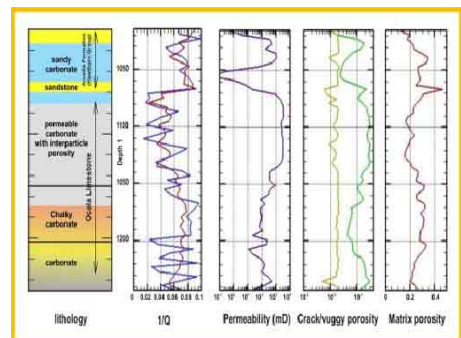 sandy
carbonate
sandstone
permeable
carbonate
with interparticle
porosity
Chalky
carbonate
carbonate
Ocala Limestone
Depth 1
1050
1100
1050
1200
0 0.02 0.04 0.06 0.08 0.1
0.2 0.4
lithology
1/Q
Permeability (mD)
Crack/vuggy porosity
Matrix porosity